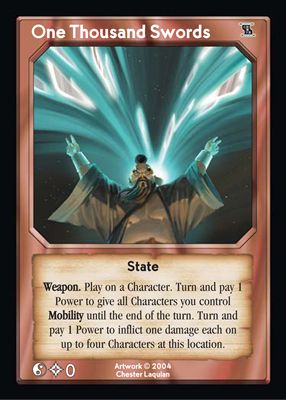 One Thousand Swords
State
Weapon. Play on a Character. Turn and pay 1
Power to give all Characters you control
Mobility until the end of the turn. Turn and
pay 1 Power to inflict one damage each on
up to four Characters at this location.
0
Artwork © 2004
Chester Laquian